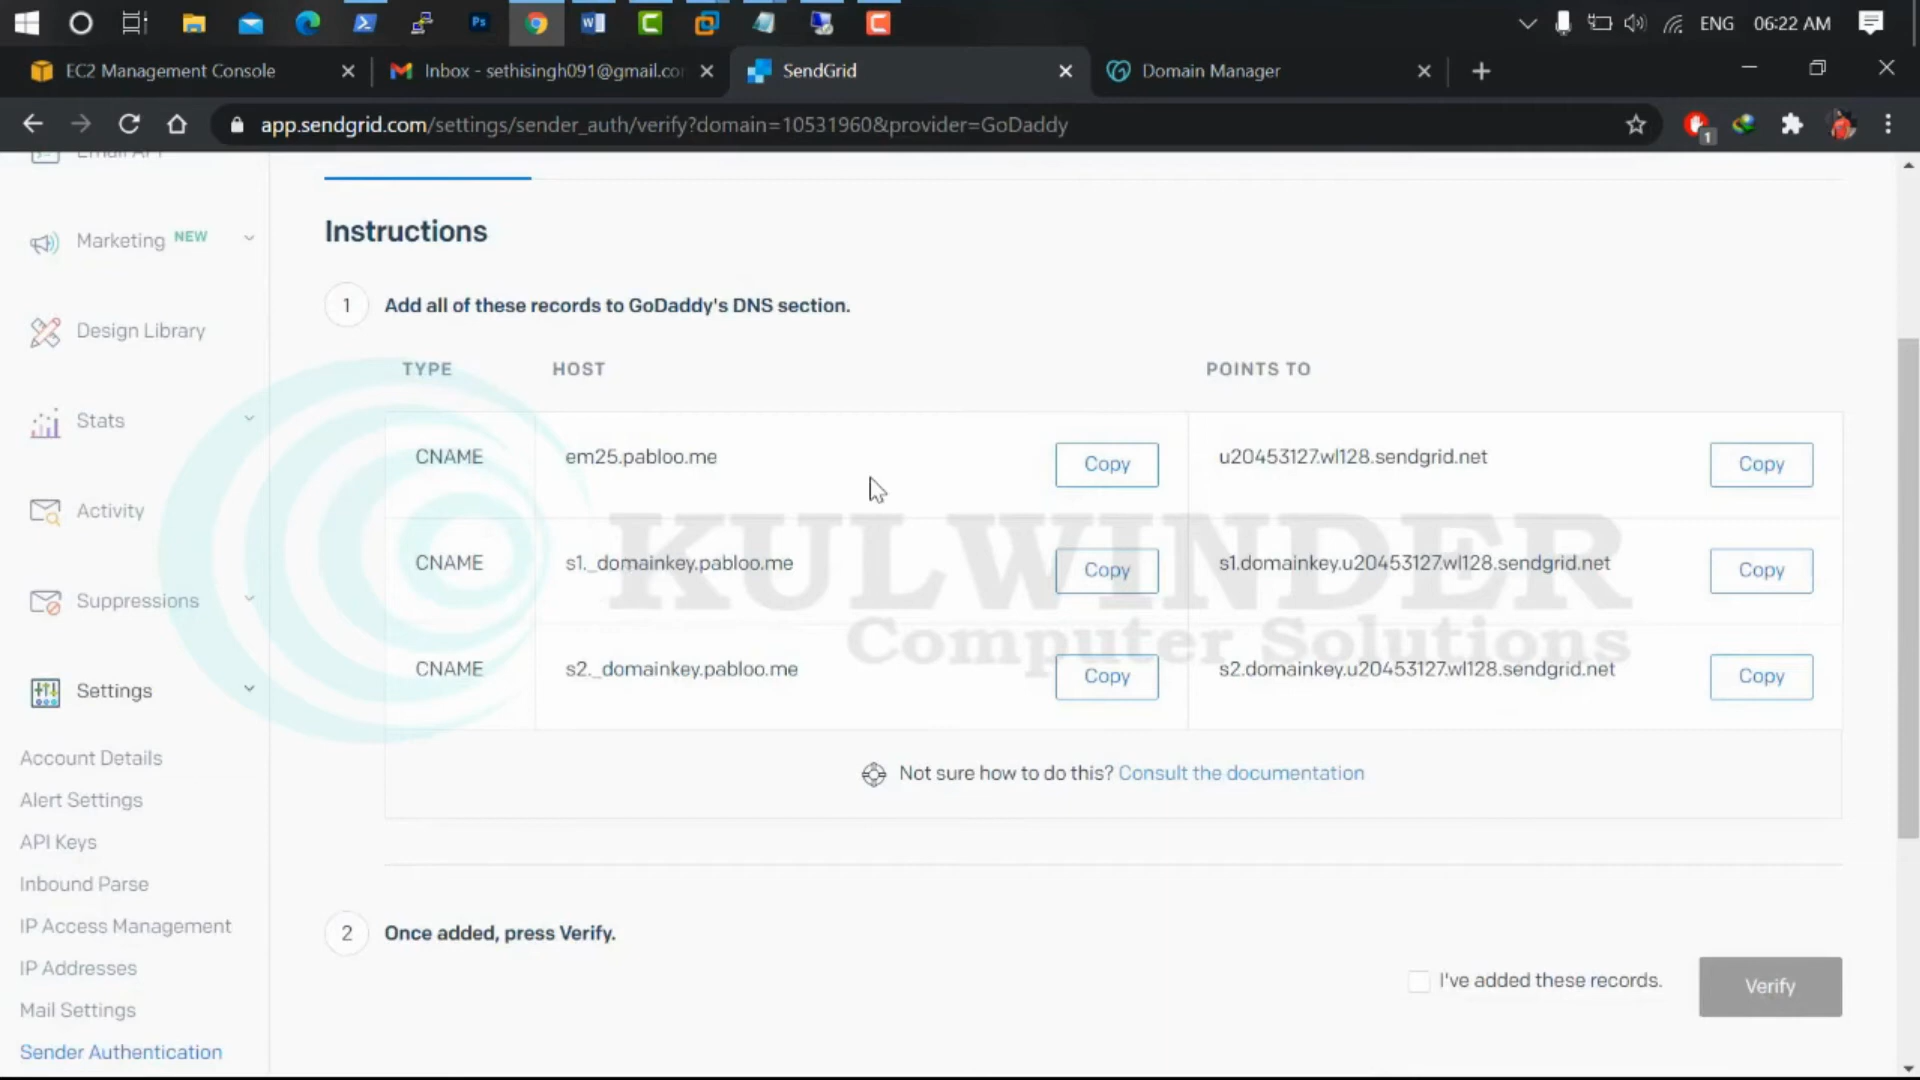 ENG 06:22 AM
EC2 Management Console
Inbox - sethisingh091@gmail.co
SendGrid
Domain Manager
app.sendgrid.com/settings/sender_auth/verify?domain=10531960&provider=GoDaddy
1
Email API
Marketing NEW
Design Library
Stats
Activity
Suppressions
Settings
Account Details
Alert Settings
API Keys
Inbound Parse
IP Access Management
IP Addresses
Mail Settings
Sender Authentication
Instructions
1 Add all of these records to GoDaddy's DNS section.
TYPE HOST POINTS TO
CNAME em25.pabloo.me Copy u20453127.wl128.sendgrid.net Copy
CNAME s1._domainkey.pabloo.me Copy s1.domainkey.u20453127.wl128.sendgrid.net Copy
CNAME s2._domainkey.pabloo.me Copy s2.domainkey.u20453127.wl128.sendgrid.net Copy
KULWINDER
Computer Solutions
Not sure how to do this? Consult the documentation
2 Once added, press Verify.
I've added these records. Verify